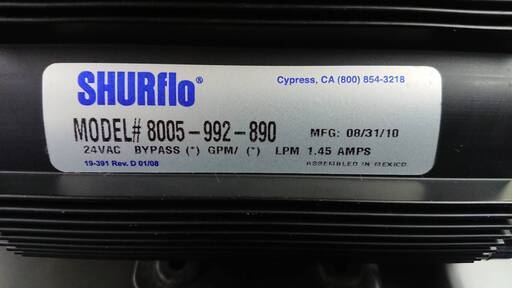 SHURflo®
Cypress, CA (800) 854-3218
MODEL# 8005-992-890 MFG: 08/31/10
24VAC BYPASS (*) GPM/ (*) LPM 1.45 AMPS
19-391 Rev. D 01/08 ASSEMBLED IN MEXICO